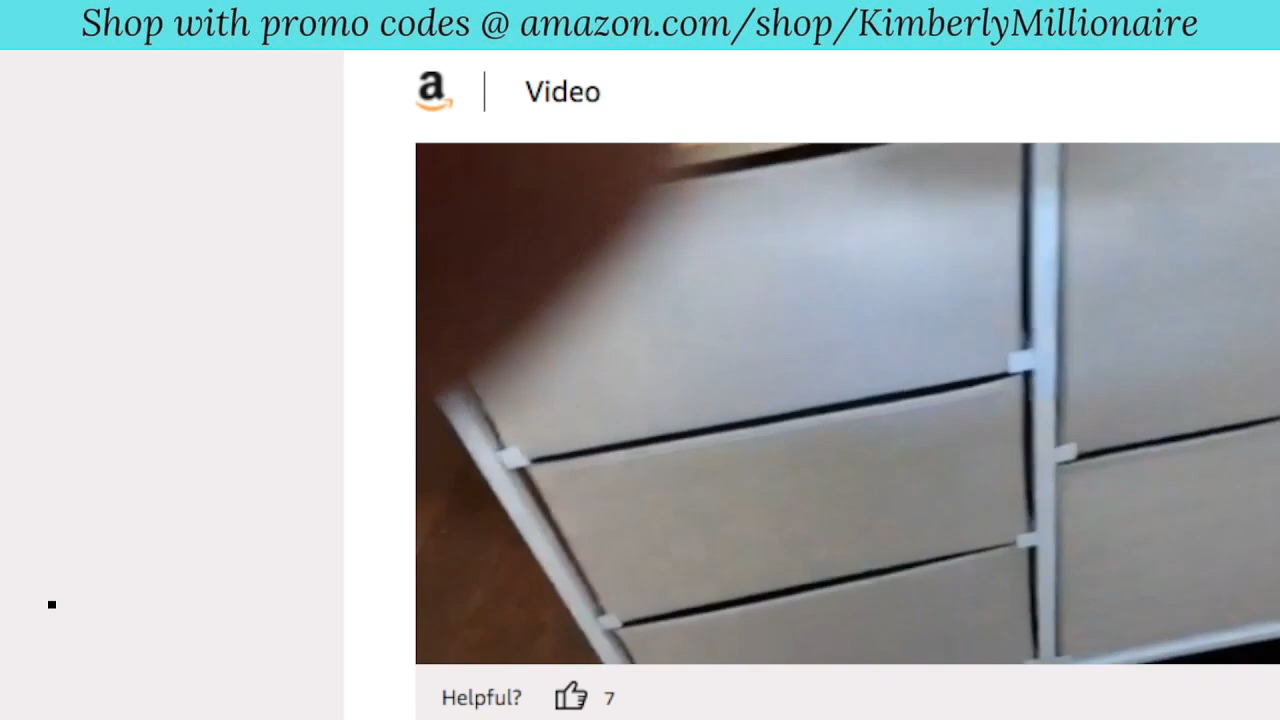 Shop with promo codes @ amazon.com/shop/KimberlyMillionaire
a
Video
Helpful? 7